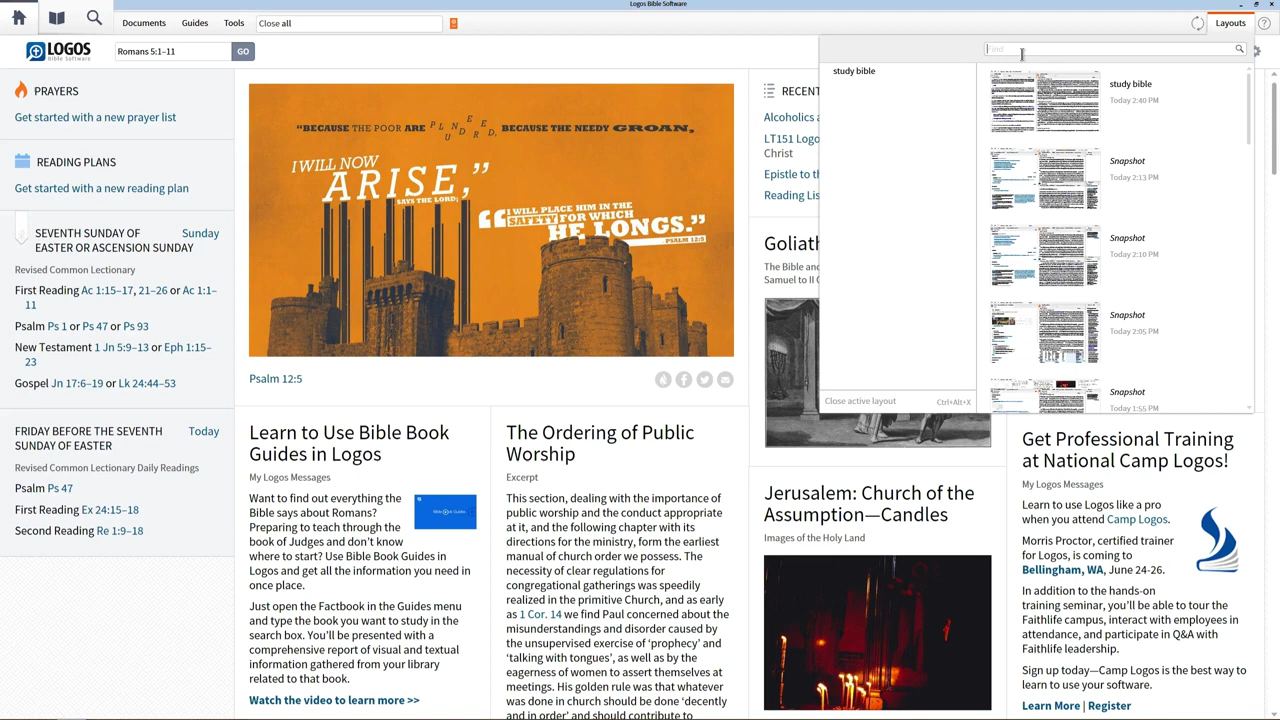 Logos Bible Software
Documents Guides Tools Close all Layouts ?
LOGOS
Bible Software
Romans 5:1–11 GO
PRAYERS
Get started with a new prayer list
READING PLANS
Get started with a new reading plan
SEVENTH SUNDAY OF
EASTER OR ASCENSION SUNDAY
Sunday
Revised Common Lectionary
First Reading Ac 1:15–17, 21–26 or Ac 1:1–
11
Psalm Ps 1 or Ps 47 or Ps 93
New Testament 1 Jn 5:9–13 or Eph 1:15–
23
Gospel Jn 17:6–19 or Lk 24:44–53
FRIDAY BEFORE THE SEVENTH
SUNDAY OF EASTER
Today
Revised Common Lectionary Daily Readings
Psalm Ps 47
First Reading Ex 24:15–18
Second Reading Re 1:9–18
“BECAUSE THE POOR ARE PLUNDERED, BECAUSE THE NEEDY GROAN,
I WILL NOW
ARISE,”
SAYS THE LORD;
“I WILL PLACE HIM IN THE
SAFETY FOR WHICH
HE LONGS.”
PSALM 12:5
Psalm 12:5
Learn to Use Bible Book
Guides in Logos
My Logos Messages
Want to find out everything the
Bible says about Romans?
Preparing to teach through the
book of Judges and don't know
where to start? Use Bible Book Guides in
Logos and get all the information you need in
once place.
Bible Book Guides
Just open the Factbook in the Guides menu
and type the book you want to study in the
search box. You'll be presented with a
comprehensive report of visual and textual
information gathered from your library
related to that book.
Watch the video to learn more >>
The Ordering of Public
Worship
Excerpt
This section, dealing with the importance of
public worship and the conduct appropriate
at it, and the following chapter with its
directions for the ministry, form the earliest
manual of church order we possess. The
necessity of clear regulations for
congregational gatherings was speedily
realized in the primitive Church, and as early
as 1 Cor. 14 we find Paul concerned about the
misunderstandings and disorder caused by
the unsupervised exercise of ‘prophecy’ and
‘talking with tongues’, as well as by the
eagerness of women to assert themselves at
meetings. His golden rule was that whatever
was done in church should be done ‘decently
and in order’ and should contribute to
RECENT
Alcoholics a
LT151 Logo
Christ
Epistle to th
Reading Lis
Goliath
The Bible and
Samuel to II
Jerusalem: Church of the
Assumption—Candles
Images of the Holy Land
Find
study bible
Close active layout Ctrl+Alt+X
study bible
Today 2:40 PM
Snapshot
Today 2:13 PM
Snapshot
Today 2:10 PM
Snapshot
Today 2:05 PM
Snapshot
Today 1:55 PM
Get Professional Training
at National Camp Logos!
My Logos Messages
Learn to use Logos like a pro
when you attend Camp Logos.
Morris Proctor, certified trainer
for Logos, is coming to
Bellingham, WA, June 24-26.
In addition to the hands-on
training seminar, you'll be able to tour the
Faithlife campus, interact with employees in
attendance, and participate in Q&A with
Faithlife leadership.
Sign up today—Camp Logos is the best way to
learn to use your software.
Learn More | Register